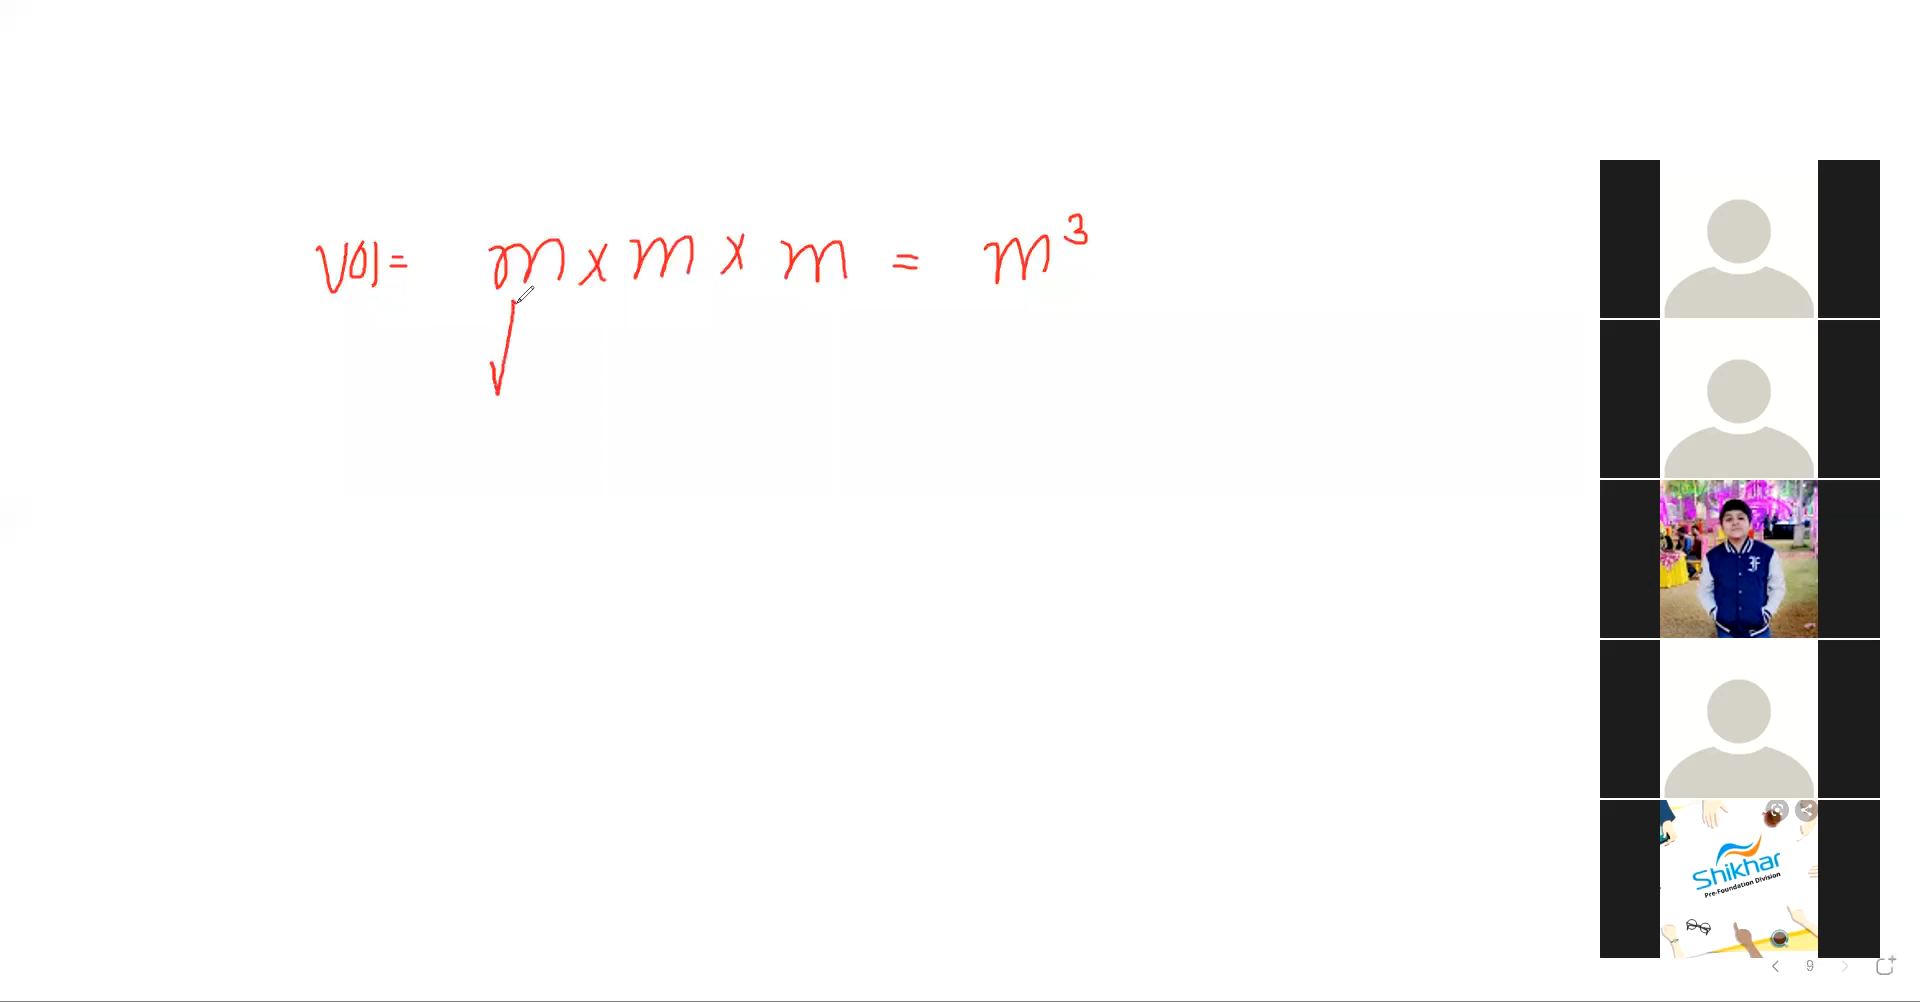 Vol = m x m x m = m³
F
Shikhar
Pre-Foundation Division
9